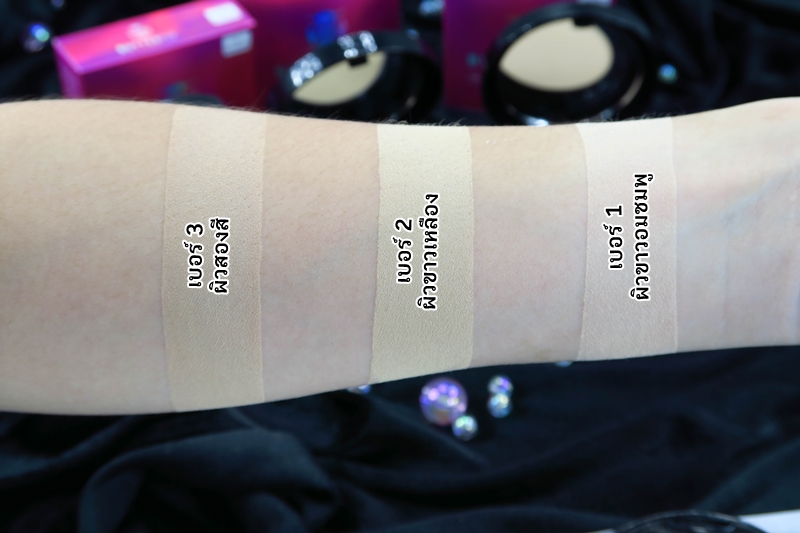 เบอร์ 3
ผิวสองสี
เบอร์ 2
ผิวขาวเหลือง
เบอร์ 1
ผิวขาวอมชมพู